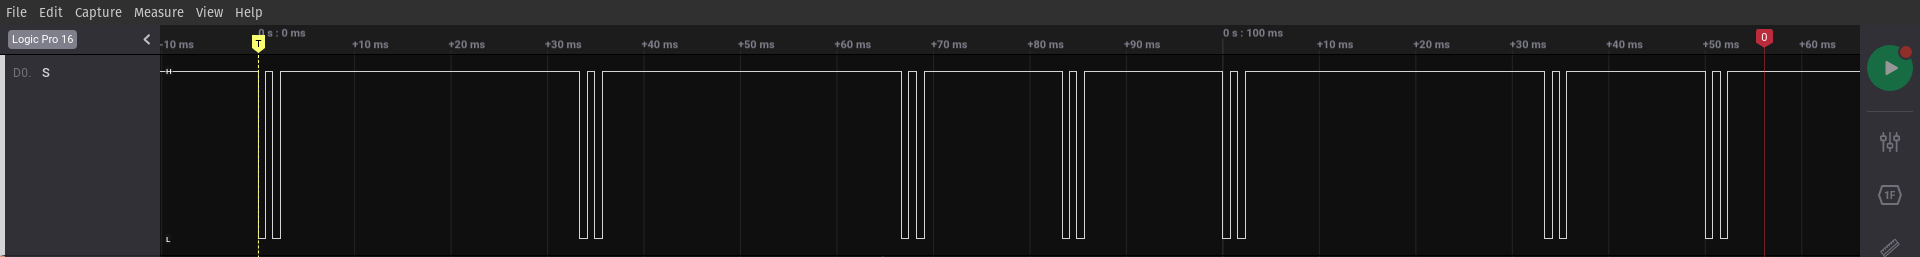 File Edit Capture Measure View Help
Logic Pro 16
0 s : 0 ms 0 s : 100 ms
-10 ms T +10 ms +20 ms +30 ms +40 ms +50 ms +60 ms +70 ms +80 ms +90 ms +10 ms +20 ms +30 ms +40 ms +50 ms 0 +60 ms
D0. S H
1F
L